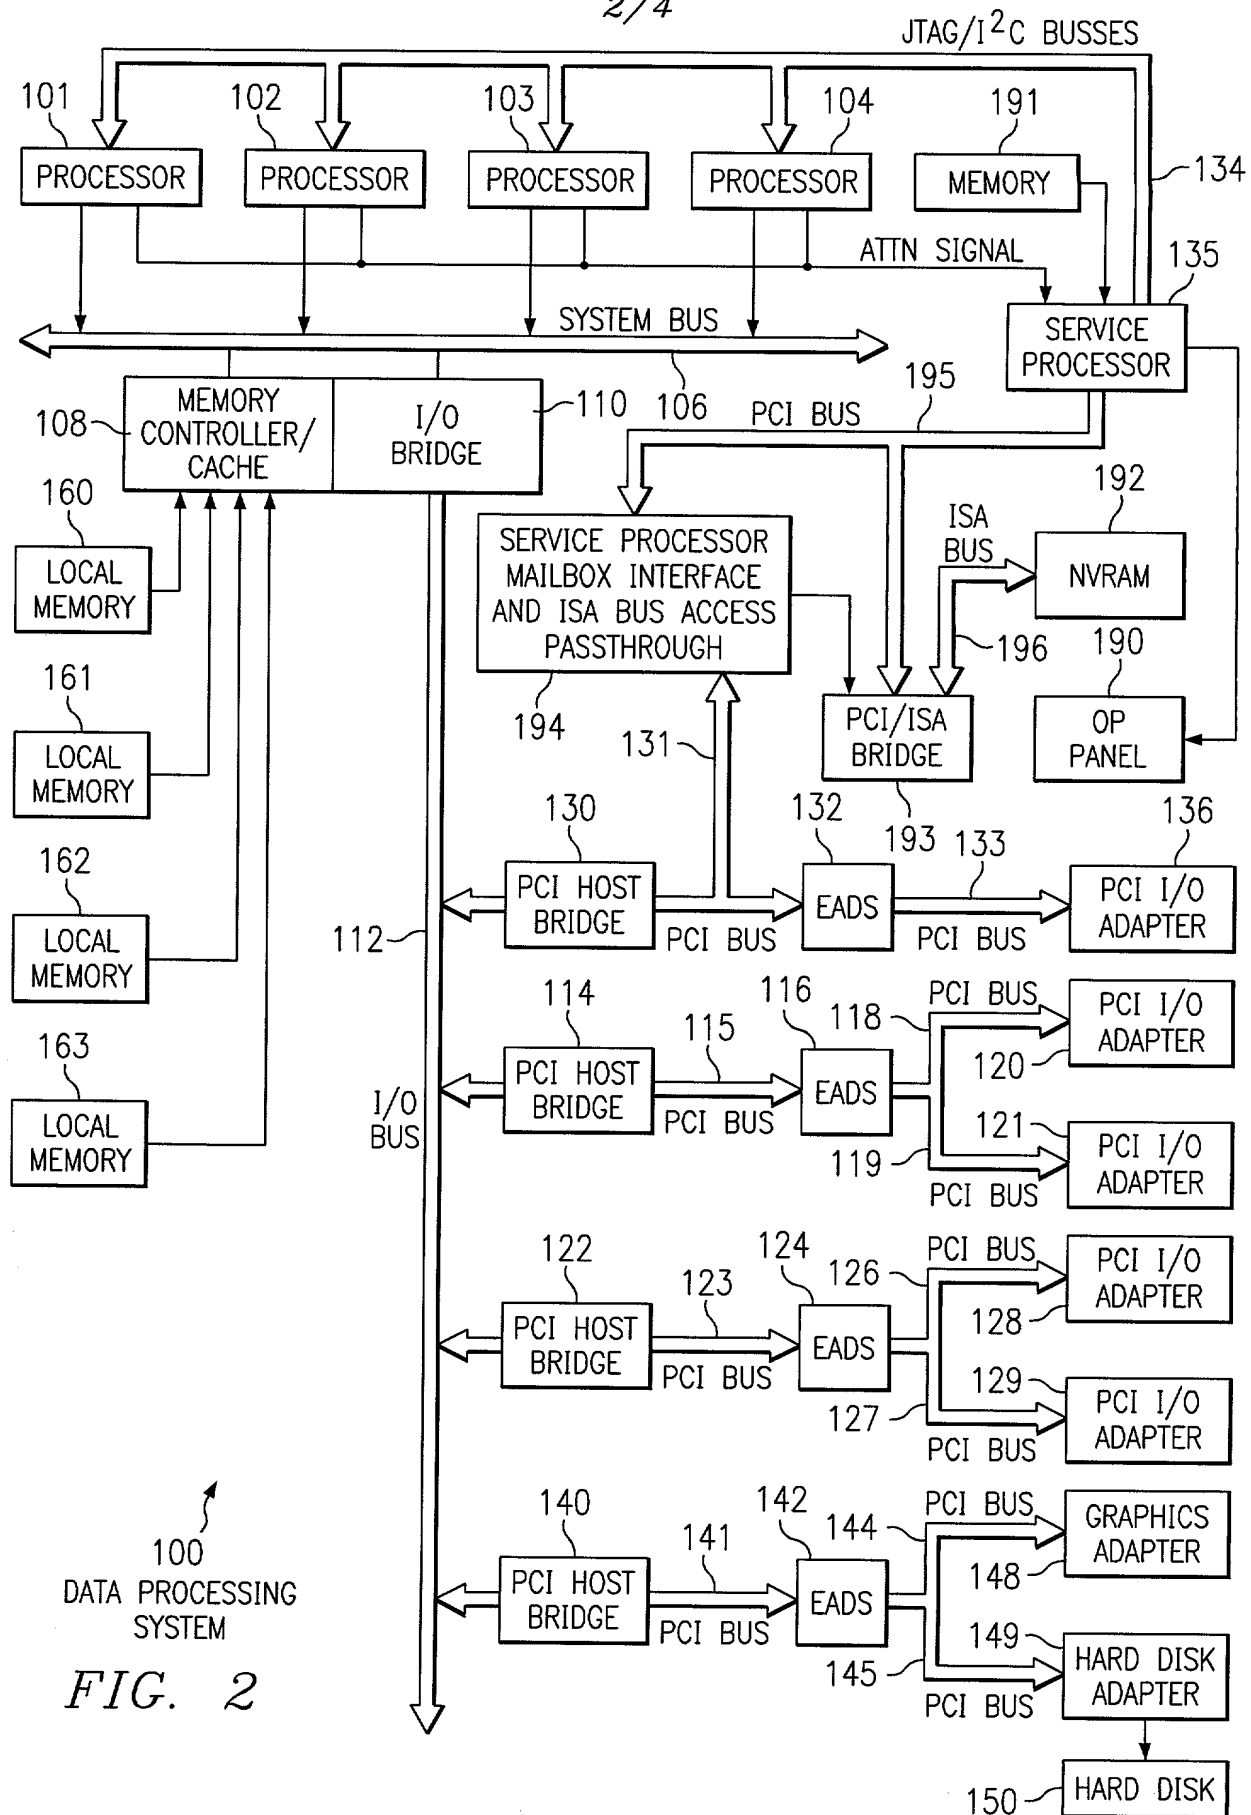 2/4
JTAG/I²C BUSSES
101
102
103
104
191
PROCESSOR
PROCESSOR
PROCESSOR
PROCESSOR
MEMORY
134
ATTN SIGNAL
135
SYSTEM BUS
SERVICE
PROCESSOR
195
MEMORY
CONTROLLER/
CACHE
108
I/O
BRIDGE
110
106
PCI BUS
160
LOCAL
MEMORY
SERVICE PROCESSOR
MAILBOX INTERFACE
AND ISA BUS ACCESS
PASSTHROUGH
194
ISA
BUS
192
NVRAM
196
190
161
LOCAL
MEMORY
131
PCI/ISA
BRIDGE
193
OP
PANEL
130
132
133
136
162
LOCAL
MEMORY
112
PCI HOST
BRIDGE
PCI BUS
EADS
PCI BUS
PCI I/O
ADAPTER
163
LOCAL
MEMORY
I/O
BUS
114
PCI HOST
BRIDGE
115
PCI BUS
116
EADS
118
PCI BUS
PCI I/O
ADAPTER
120
119
PCI BUS
121
PCI I/O
ADAPTER
122
PCI HOST
BRIDGE
123
PCI BUS
124
EADS
126
PCI BUS
PCI I/O
ADAPTER
128
127
PCI BUS
129
PCI I/O
ADAPTER
140
PCI HOST
BRIDGE
141
PCI BUS
142
EADS
144
PCI BUS
GRAPHICS
ADAPTER
148
145
PCI BUS
149
HARD DISK
ADAPTER
150
HARD DISK
100
DATA PROCESSING
SYSTEM
FIG. 2